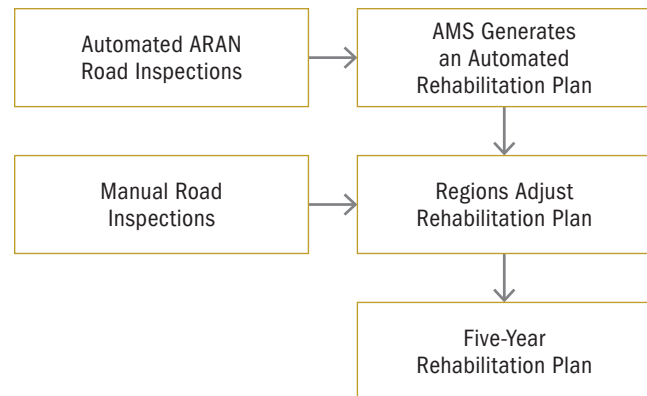 Automated ARAN
Road Inspections
AMS Generates
an Automated
Rehabilitation Plan
Manual Road
Inspections
Regions Adjust
Rehabilitation Plan
Five-Year
Rehabilitation Plan